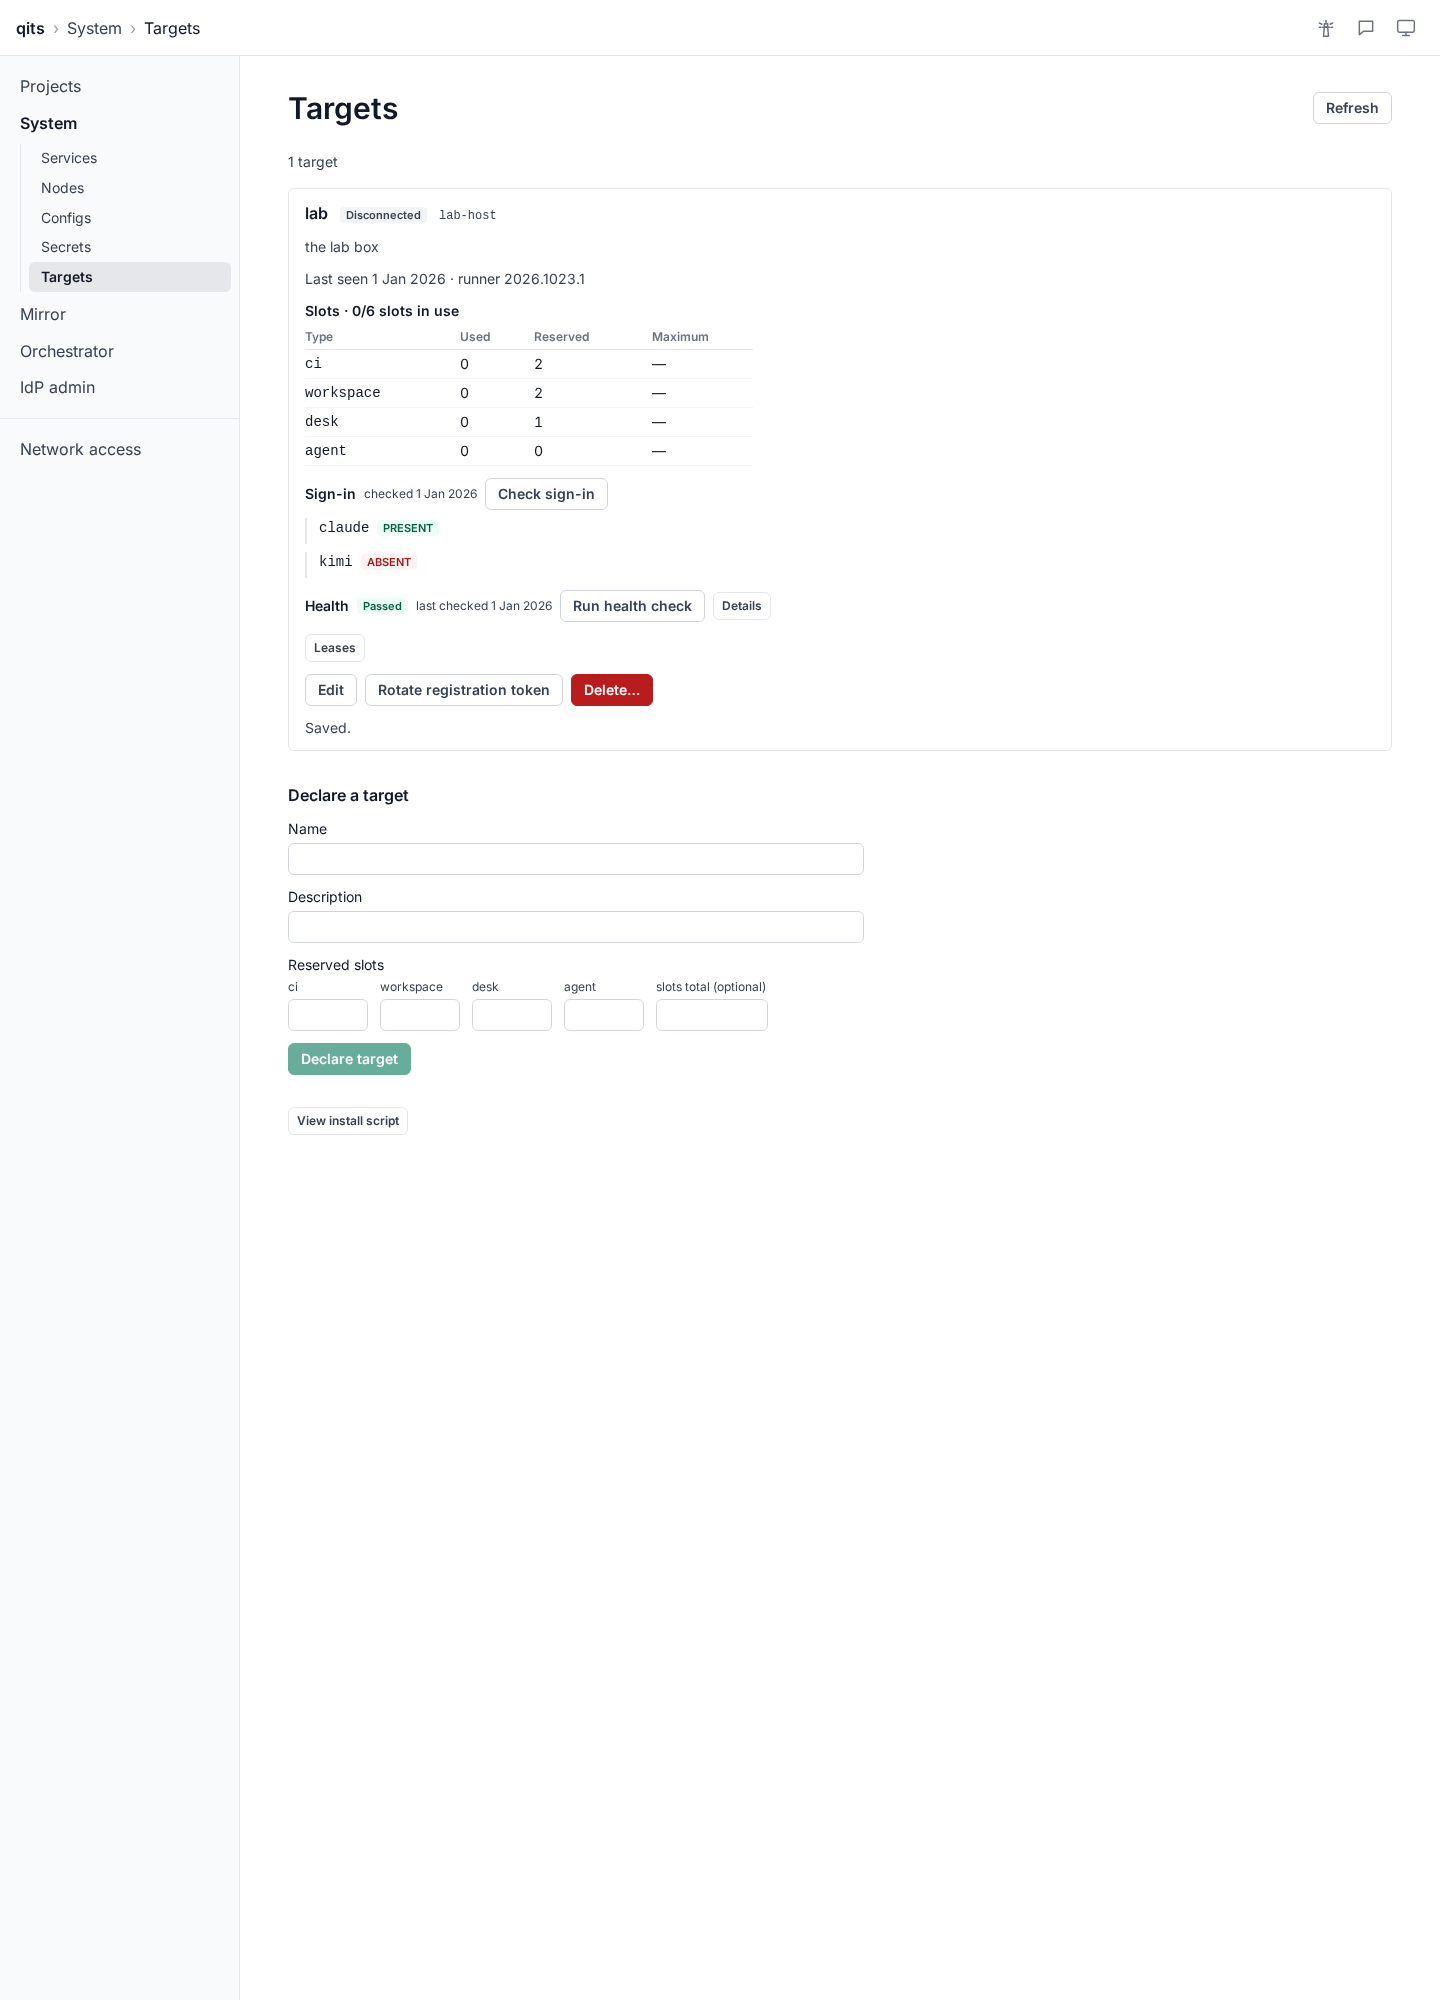 qits › System › Targets
Projects
System
Services
Nodes
Configs
Secrets
Targets
Mirror
Orchestrator
IdP admin
Network access
Targets
Refresh
1 target
lab Disconnected lab-host
the lab box
Last seen 1 Jan 2026 · runner 2026.1023.1
Slots · 0/6 slots in use
Type Used Reserved Maximum
ci 0 2 —
workspace 0 2 —
desk 0 1 —
agent 0 0 —
Sign-in checked 1 Jan 2026 Check sign-in
claude PRESENT
kimi ABSENT
Health Passed last checked 1 Jan 2026 Run health check Details
Leases
Edit Rotate registration token Delete...
Saved.
Declare a target
Name
Description
Reserved slots
ci workspace desk agent slots total (optional)
Declare target
View install script